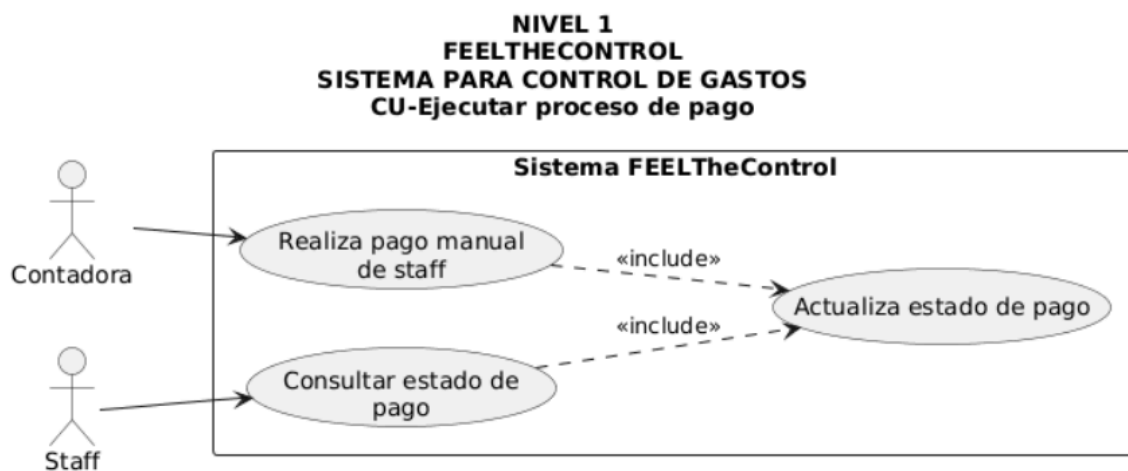 NIVEL 1
FEELTHECONTROL
SISTEMA PARA CONTROL DE GASTOS
CU-Ejecutar proceso de pago
Sistema FEELTheControl
Contadora
Realiza pago manual
de staff
«include»
Actualiza estado de pago
«include»
Consultar estado de
pago
Staff